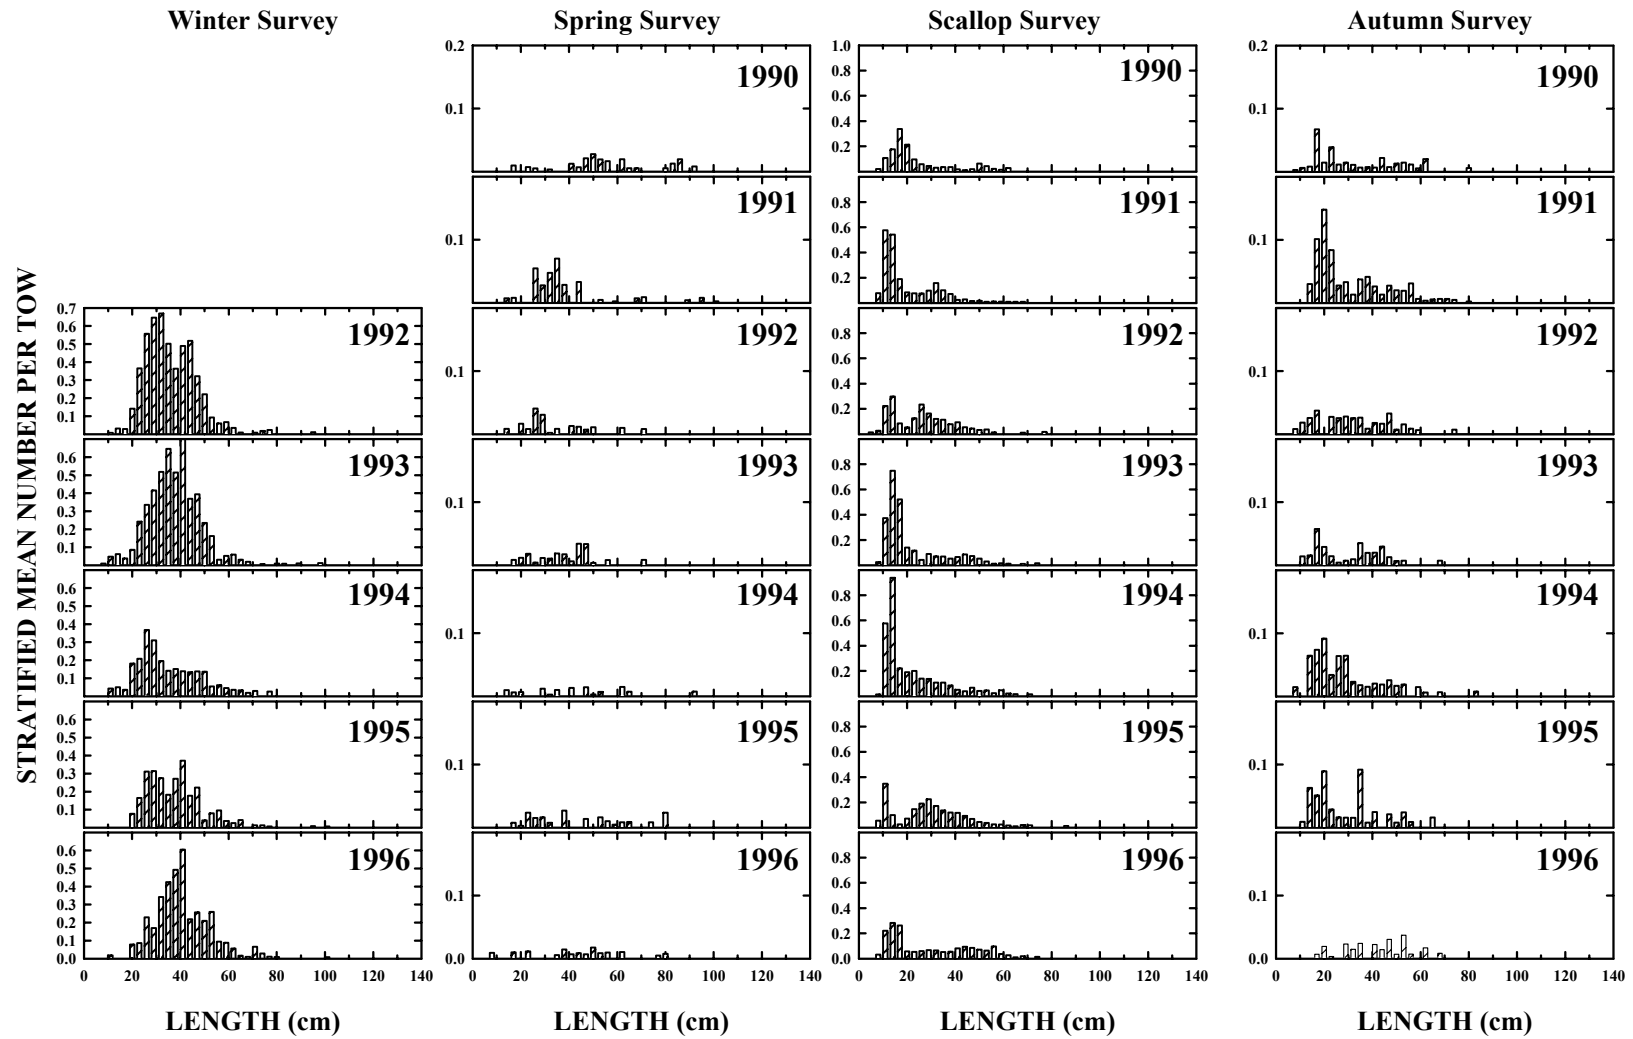 Winter Survey Spring Survey Scallop Survey Autumn Survey
STRATIFIED MEAN NUMBER PER TOW
0.2 1.0 0.2
1990 1990 1990
0.8
0.1 0.6 0.1
0.4
0.2
1991 1991 1991
0.8
0.1 0.6 0.1
0.4
0.2
0.7
1992 1992 1992 1992
0.6 0.8
0.5
0.4 0.1 0.6 0.1
0.3 0.4
0.2 0.2
0.1
1993 1993 1993 1993
0.6 0.8
0.5
0.4 0.1 0.6 0.1
0.3 0.4
0.2 0.2
0.1
1994 1994 1994 1994
0.6 0.8
0.5
0.4 0.1 0.6 0.1
0.3 0.4
0.2 0.2
0.1
1995 1995 1995 1995
0.6 0.8
0.5
0.4 0.1 0.6 0.1
0.3 0.4
0.2 0.2
0.1
1996 1996 1996 1996
0.6 0.8
0.5
0.4 0.1 0.6 0.1
0.3 0.4
0.2 0.2
0.1
0.0 0.0 0.0 0.0
0 20 40 60 80 100 120 140 0 20 40 60 80 100 120 140 0 20 40 60 80 100 120 140 0 20 40 60 80 100 120 140
LENGTH (cm) LENGTH (cm) LENGTH (cm) LENGTH (cm)